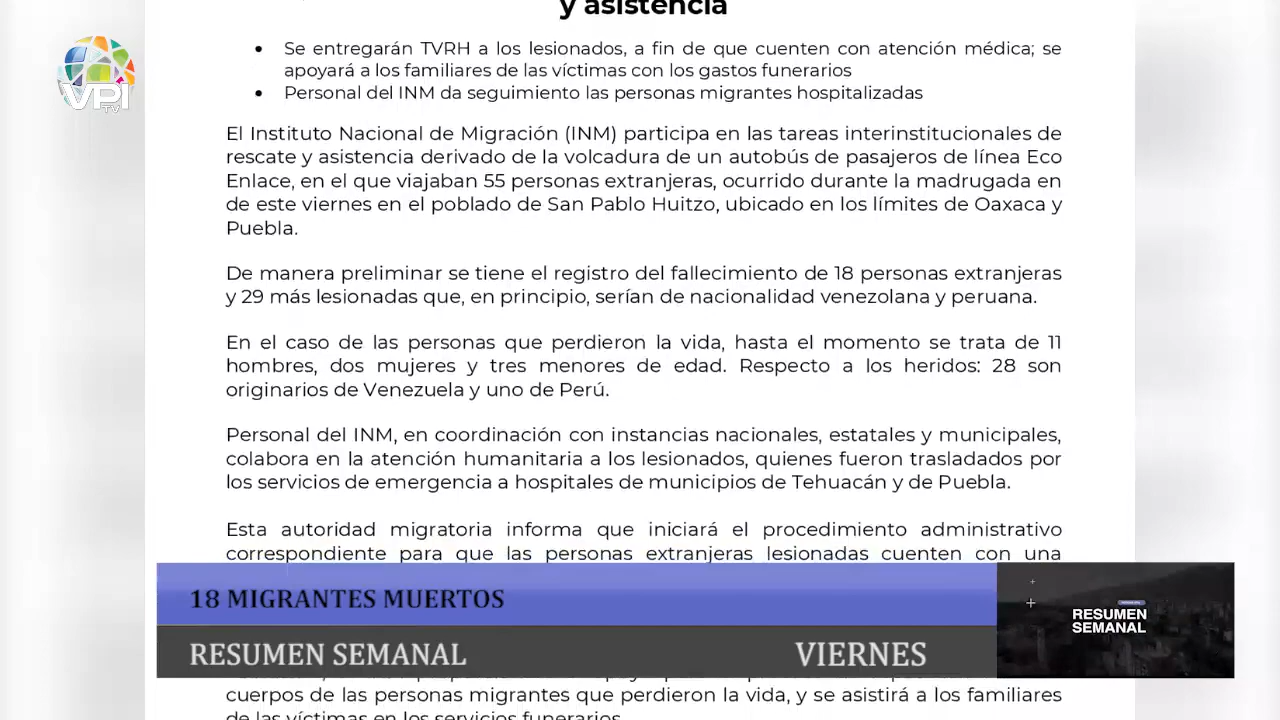 y asistencia
• Se entregarán TVRH a los lesionados, a fin de que cuenten con atención médica; se
apoyará a los familiares de las víctimas con los gastos funerarios
• Personal del INM da seguimiento las personas migrantes hospitalizadas
VPI
TV
El Instituto Nacional de Migración (INM) participa en las tareas interinstitucionales de
rescate y asistencia derivado de la volcadura de un autobús de pasajeros de línea Eco
Enlace, en el que viajaban 55 personas extranjeras, ocurrido durante la madrugada en
de este viernes en el poblado de San Pablo Huitzo, ubicado en los límites de Oaxaca y
Puebla.
De manera preliminar se tiene el registro del fallecimiento de 18 personas extranjeras
y 29 más lesionadas que, en principio, serían de nacionalidad venezolana y peruana.
En el caso de las personas que perdieron la vida, hasta el momento se trata de 11
hombres, dos mujeres y tres menores de edad. Respecto a los heridos: 28 son
originarios de Venezuela y uno de Perú.
Personal del INM, en coordinación con instancias nacionales, estatales y municipales,
colabora en la atención humanitaria a los lesionados, quienes fueron trasladados por
los servicios de emergencia a hospitales de municipios de Tehuacán y de Puebla.
Esta autoridad migratoria informa que iniciará el procedimiento administrativo
correspondiente para que las personas extranjeras lesionadas cuenten con una
18 MIGRANTES MUERTOS
RESUMEN SEMANAL VIERNES
RESUMEN
SEMANAL
cuerpos de las personas migrantes que perdieron la vida, y se asistirá a los familiares
de las víctimas en los servicios funerarios